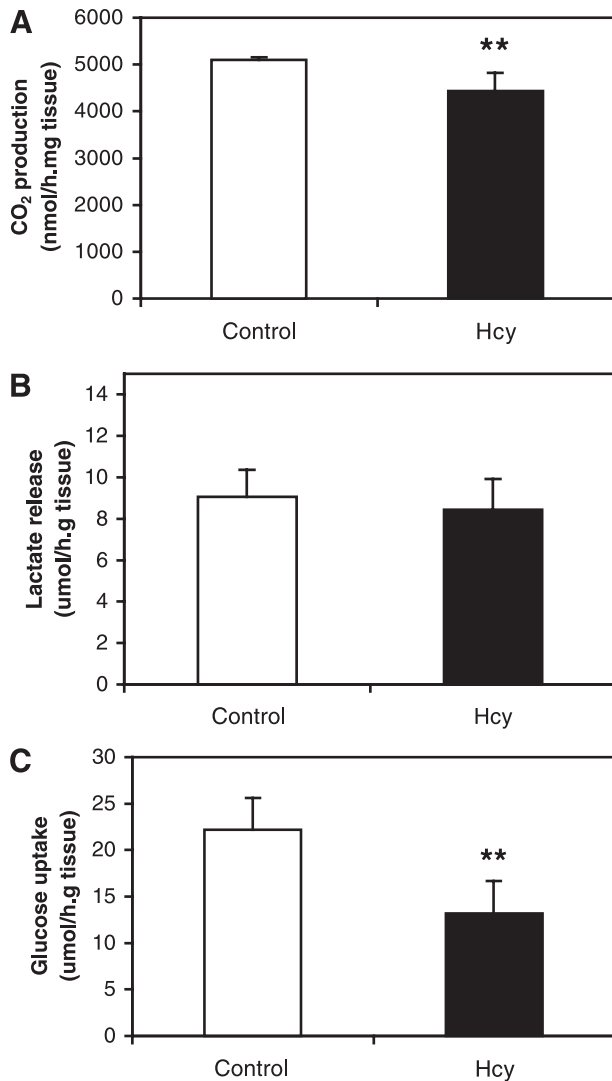 A
CO₂ production
(nmol/h.mg tissue)
6000
5000
4000
3000
2000
1000
0
**
Control Hcy
B
Lactate release
(umol/h.g tissue)
14
12
10
8
6
4
2
0
Control Hcy
C
Glucose uptake
(umol/h.g tissue)
30
25
20
15
10
5
0
**
Control Hcy